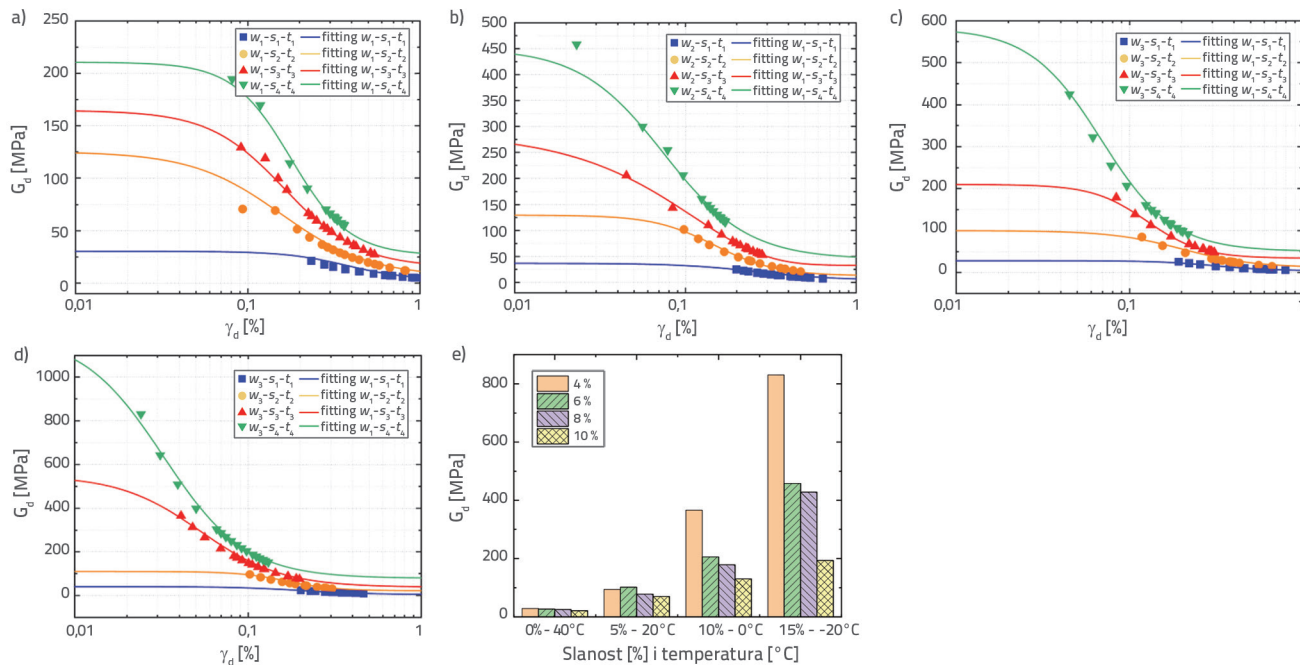 a)
G_d [MPa]
250
200
150
100
50
0
0,01
0,1
1
γ_d [%]
w₁-s₁-t₁ fitting w₁-s₁-t₁
w₁-s₂-t₂ fitting w₁-s₂-t₂
w₁-s₃-t₃ fitting w₁-s₃-t₃
w₁-s₄-t₄ fitting w₁-s₄-t₄
b)
G_d [MPa]
500
450
400
350
300
250
200
150
100
50
0
0,01
0,1
1
γ_d [%]
w₂-s₁-t₁ fitting w₁-s₁-t₁
w₂-s₂-t₂ fitting w₁-s₂-t₂
w₂-s₃-t₃ fitting w₁-s₃-t₃
w₂-s₄-t₄ fitting w₁-s₄-t₄
c)
G_d [MPa]
600
500
400
300
200
100
0
0,01
0,1
1
γ_d [%]
w₃-s₁-t₁ fitting w₁-s₁-t₁
w₃-s₂-t₂ fitting w₁-s₂-t₂
w₃-s₃-t₃ fitting w₁-s₃-t₃
w₃-s₄-t₄ fitting w₁-s₄-t₄
d)
G_d [MPa]
1000
800
600
400
200
0
0,01
0,1
1
γ_d [%]
w₃-s₁-t₁ fitting w₁-s₁-t₁
w₃-s₂-t₂ fitting w₁-s₂-t₂
w₃-s₃-t₃ fitting w₁-s₃-t₃
w₃-s₄-t₄ fitting w₁-s₄-t₄
e)
G_d [MPa]
800
600
400
200
0
4 %
6 %
8 %
10 %
0% - 40°C
5% - 20°C
10% - 0°C
15% - -20°C
Slanost [%] i temperatura [°C]